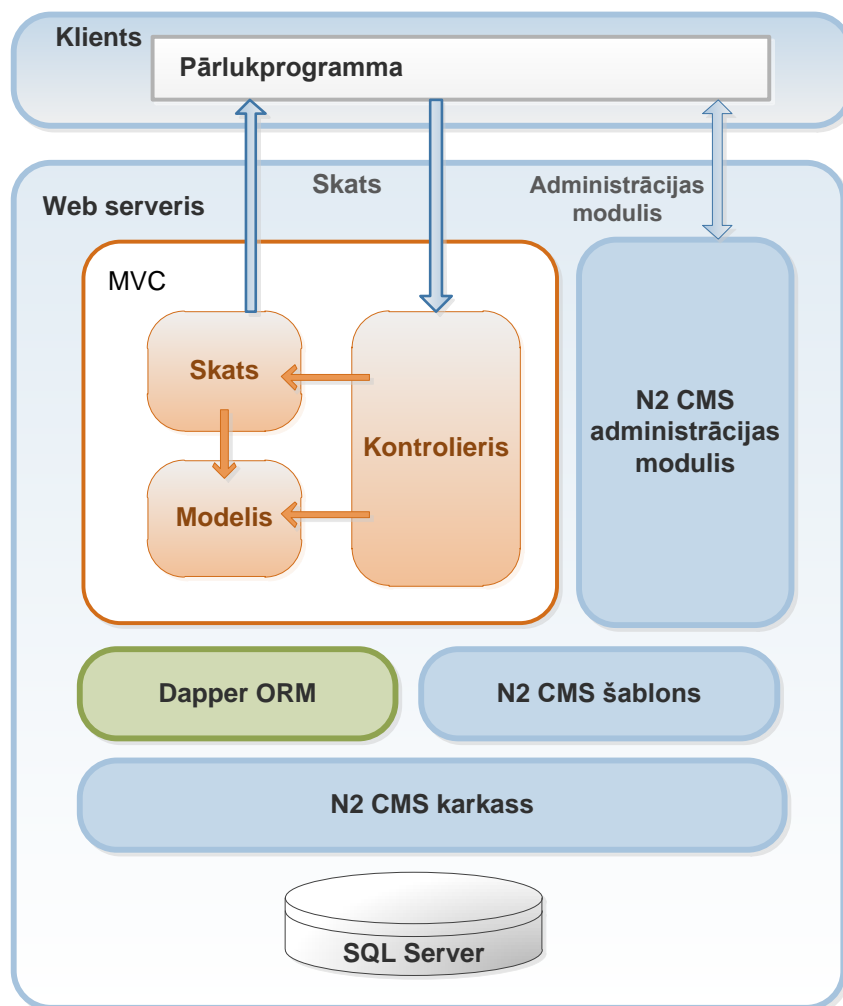 Klients
Pārlukprogramma
Skats
Administrācijas
modulis
Web serveris
MVC
Skats
Kontrolieris
Modelis
N2 CMS
administrācijas
modulis
Dapper ORM
N2 CMS šablons
N2 CMS karkass
SQL Server